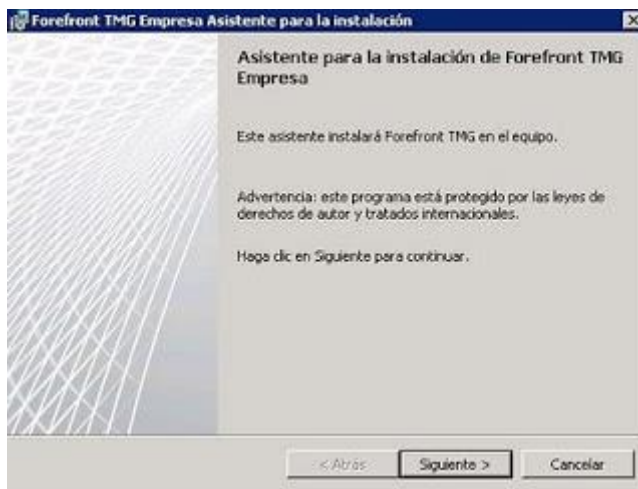 Forefront TMG Empresa Asistente para la instalación
Asistente para la instalación de Forefront TMG
Empresa
Este asistente instalará Forefront TMG en el equipo.
Advertencia: este programa está protegido por las leyes de
derechos de autor y tratados internacionales.
Haga clic en Siguiente para continuar.
< Atrás
Siguiente >
Cancelar